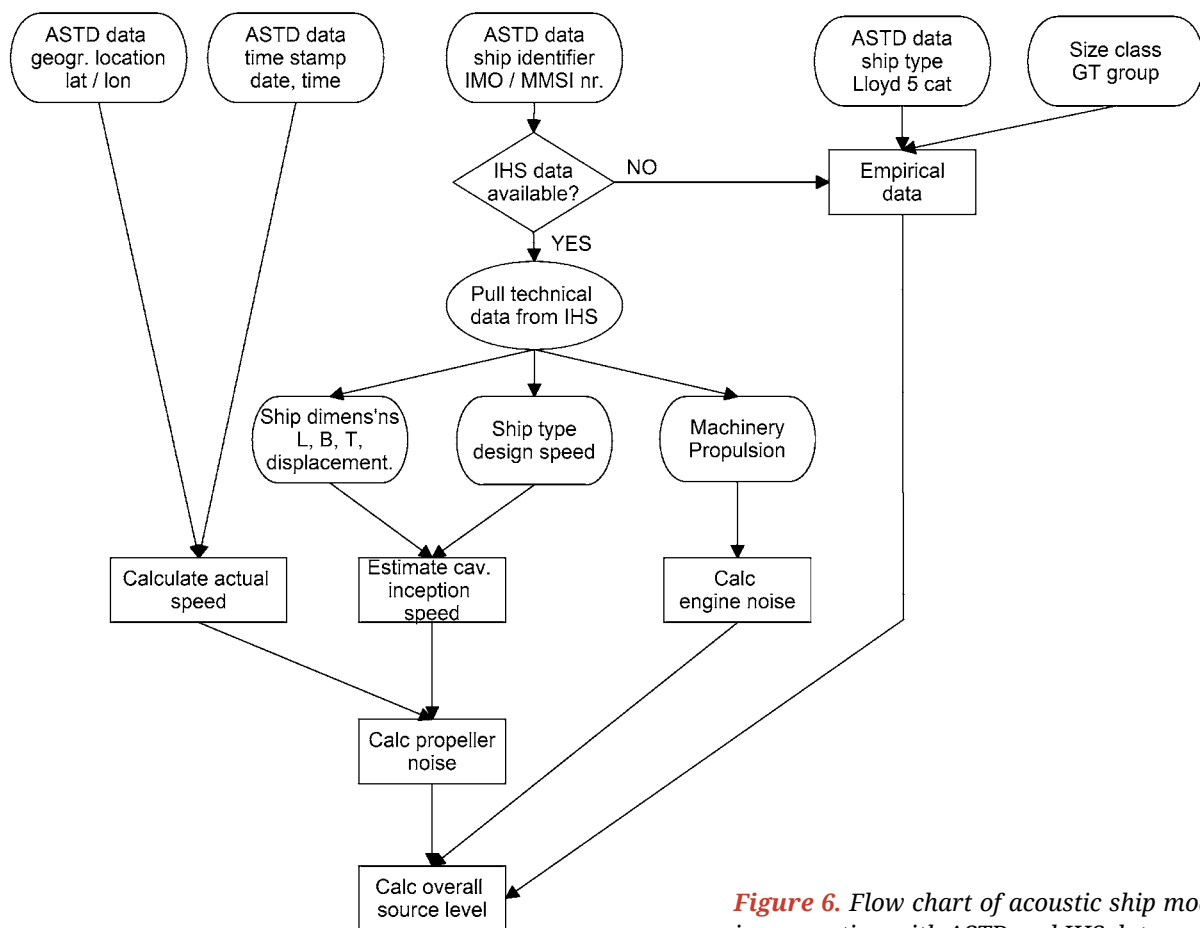 ASTD data
geogr. location
lat / lon
ASTD data
time stamp
date, time
ASTD data
ship identifier
IMO / MMSI nr.
ASTD data
ship type
Lloyd 5 cat
Size class
GT group
IHS data
available?
NO
Empirical
data
YES
Pull technical
data from IHS
Ship dimens'ns
L, B, T,
displacement.
Ship type
design speed
Machinery
Propulsion
Calculate actual
speed
Estimate cav.
inception
speed
Calc
engine noise
Calc propeller
noise
Calc overall
source level
Figure 6. Flow chart of acoustic ship mo